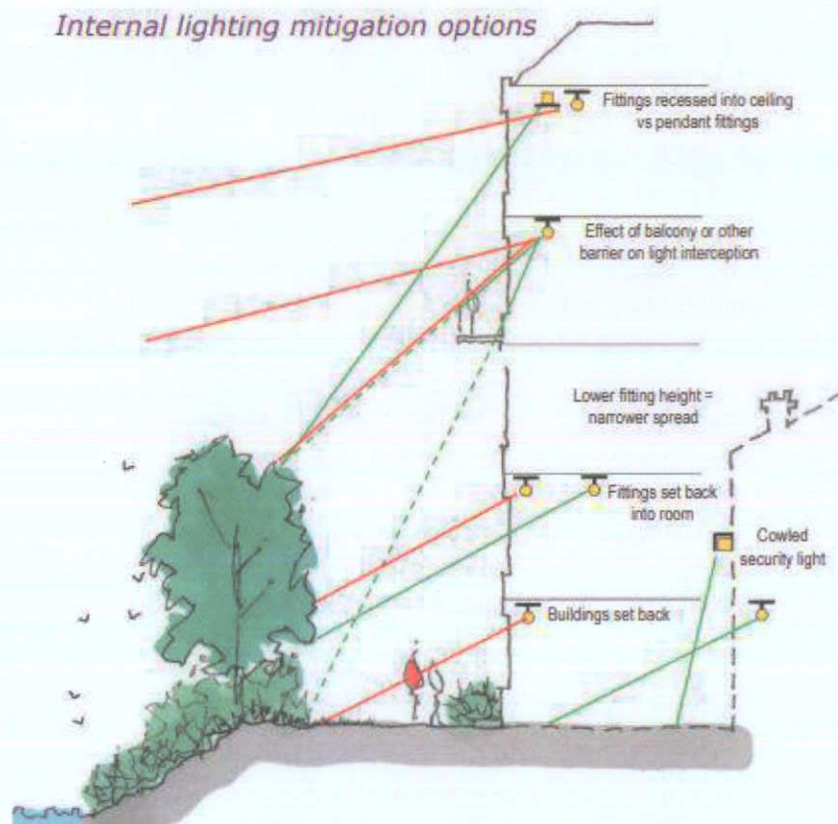 Internal lighting mitigation options
Fittings recessed into ceiling
vs pendant fittings
Effect of balcony or other
barrier on light interception
Lower fitting height =
narrower spread
Fittings set back
into room
Cowled
security light
Buildings set back